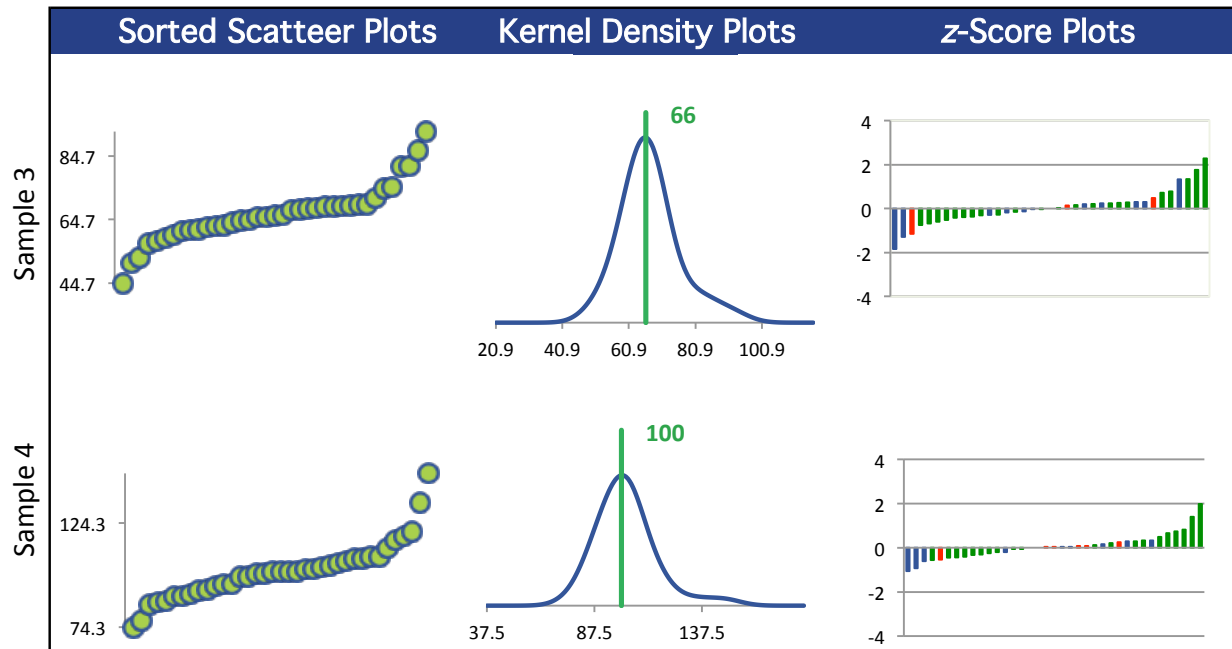 Sorted Scatteer Plots
Kernel Density Plots
z-Score Plots
Sample 3
84.7
64.7
44.7
66
20.9 40.9 60.9 80.9 100.9
4
2
0
-2
-4
Sample 4
124.3
74.3
100
37.5 87.5 137.5
4
2
0
-2
-4